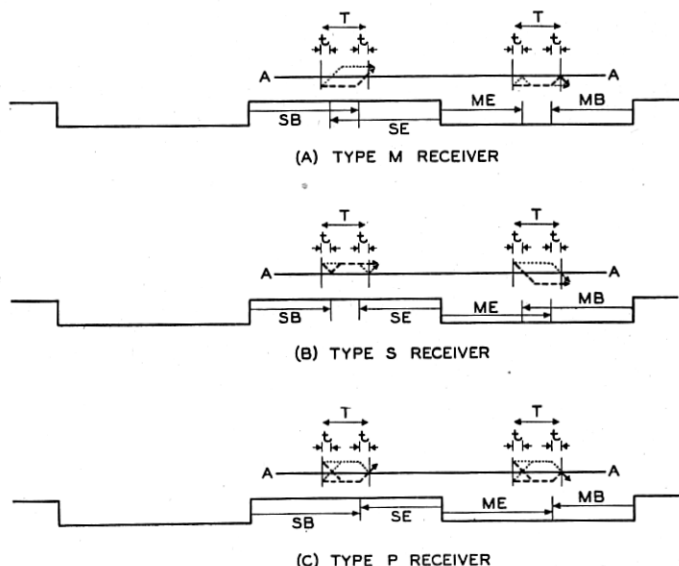 T T
t t t t
A A
SB SE ME MB
(A) TYPE M RECEIVER
T T
t t t t
A A
SB SE ME MB
(B) TYPE S RECEIVER
T T
t t t t
A A
SB SE ME MB
(C) TYPE P RECEIVER